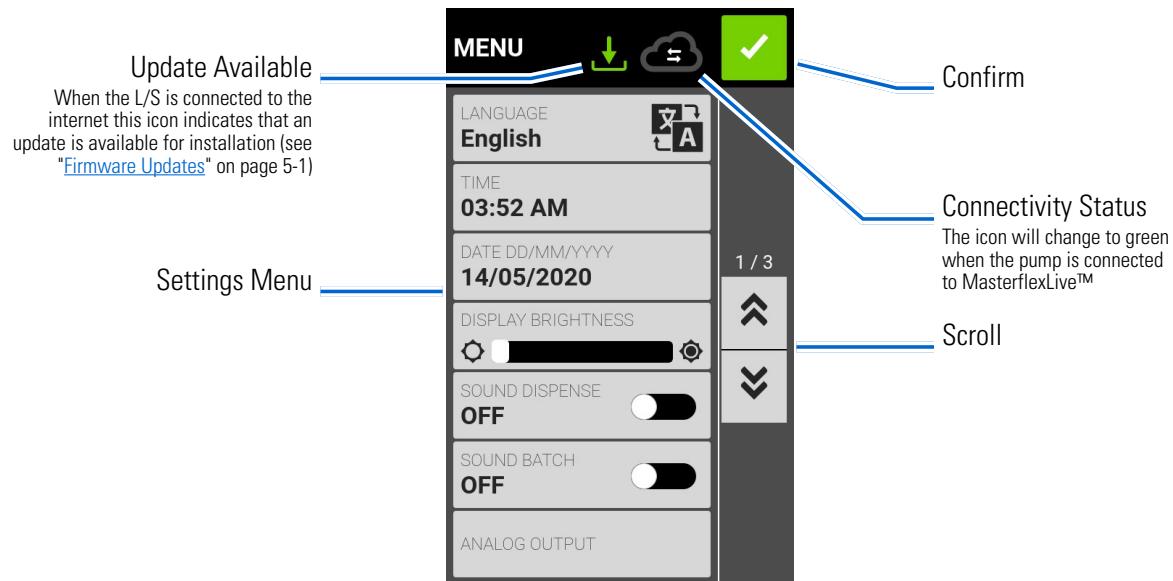 Update Available
When the L/S is connected to the
internet this icon indicates that an
update is available for installation (see
"Firmware Updates" on page 5-1)
Settings Menu
MENU
LANGUAGE
English
文
A
TIME
03:52 AM
DATE DD/MM/YYYY
14/05/2020
DISPLAY BRIGHTNESS
SOUND DISPENSE
OFF
SOUND BATCH
OFF
ANALOG OUTPUT
1 / 3
Confirm
Connectivity Status
The icon will change to green
when the pump is connected
to MasterflexLive™
Scroll